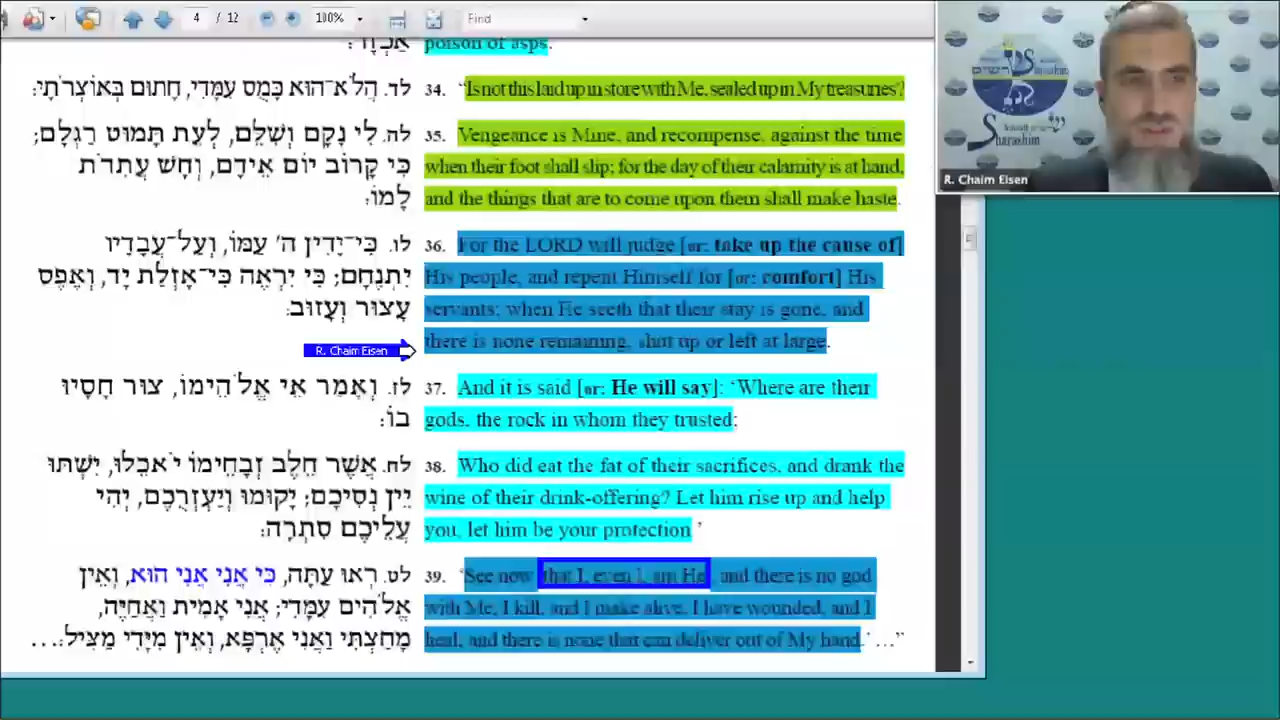 4 / 12 100% Find
אַכְזָר:
poison of asps.
לד. הֲלֹא־הוּא כָּמֻס עִמָּדִי, חָתוּם בְּאוֹצְרֹתָי:
34. “Is not this laid up in store with Me, sealed up in My treasuries?
לה. לִי נָקָם וְשִׁלֵּם, לְעֵת תָּמוּט רַגְלָם;
כִּי קָרוֹב יוֹם אֵידָם, וְחָשׁ עֲתִדֹת
לָמוֹ:
35. Vengeance is Mine, and recompense, against the time
when their foot shall slip; for the day of their calamity is at hand,
and the things that are to come upon them shall make haste.
לו. כִּי־יָדִין ה' עַמּוֹ, וְעַל־עֲבָדָיו
יִתְנֶחָם; כִּי יִרְאֶה כִּי־אָזְלַת יָד, וְאֶפֶס
עָצוּר וְעָזוּב:
36. For the LORD will judge [or: take up the cause of]
His people, and repent Himself for [or: comfort] His
servants; when He seeth that their stay is gone, and
there is none remaining, shut up or left at large.
R. Chaim Eisen
לז. וְאָמַר אֵי אֱלֹהֵימוֹ, צוּר חָסָיוּ
בוֹ:
37. And it is said [or: He will say]: ‘Where are their
gods, the rock in whom they trusted;
לח. אֲשֶׁר חֵלֶב זְבָחֵימוֹ יֹאכֵלוּ, יִשְׁתּוּ
יֵין נְסִיכָם; יָקוּמוּ וְיַעְזְרֻכֶם, יְהִי
עֲלֵיכֶם סִתְרָה:
38. Who did eat the fat of their sacrifices, and drank the
wine of their drink-offering? Let him rise up and help
you, let him be your protection.’
לט. רְאוּ עַתָּה, כִּי אֲנִי אֲנִי הוּא, וְאֵין
אֱלֹהִים עִמָּדִי; אֲנִי אָמִית וַאֲחַיֶּה,
מָחַצְתִּי וַאֲנִי אֶרְפָּא, וְאֵין מִיָּדִי מַצִּיל:...
39. ‘See now that I, even I, am He, and there is no god
with Me, I kill, and I make alive, I have wounded, and I
heal, and there is none that can deliver out of My hand.’ …”
Sharashim
R. Chaim Eisen